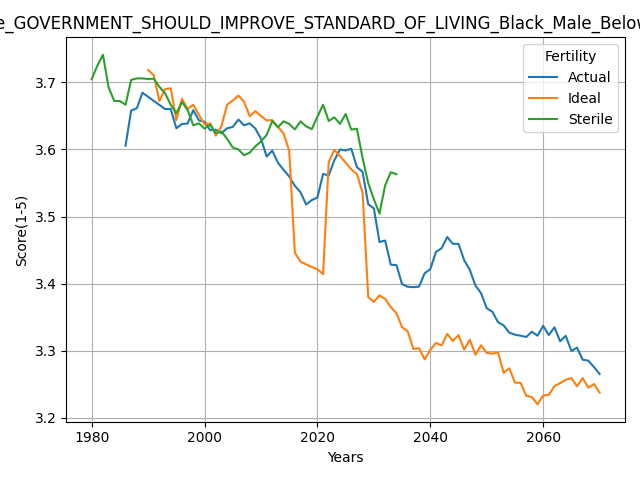 e_GOVERNMENT_SHOULD_IMPROVE_STANDARD_OF_LIVING_Black_Male_Below
Fertility
Actual
Ideal
Sterile
Score(1-5)
3.7
3.6
3.5
3.4
3.3
3.2
1980 2000 2020 2040 2060
Years